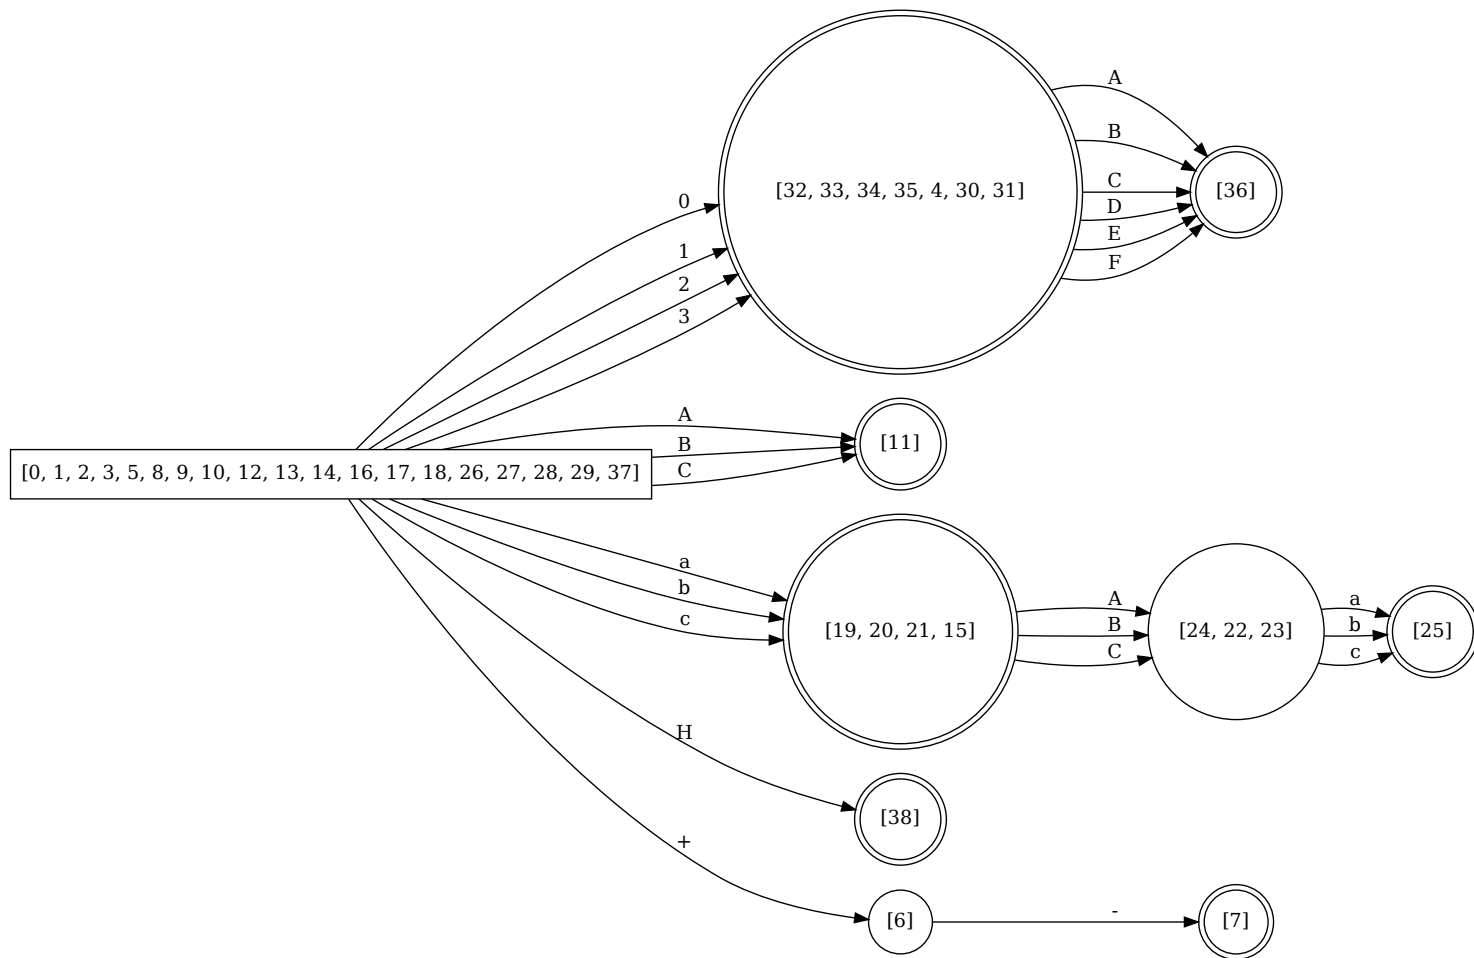 A
B
[32, 33, 34, 35, 4, 30, 31]
C
[36]
D
E
F
0
1
2
3
A
B
C
[11]
[0, 1, 2, 3, 5, 8, 9, 10, 12, 13, 14, 16, 17, 18, 26, 27, 28, 29, 37]
a
b
c
[19, 20, 21, 15]
A
B
C
[24, 22, 23]
a
b
c
[25]
H
[38]
+
[6]
-
[7]